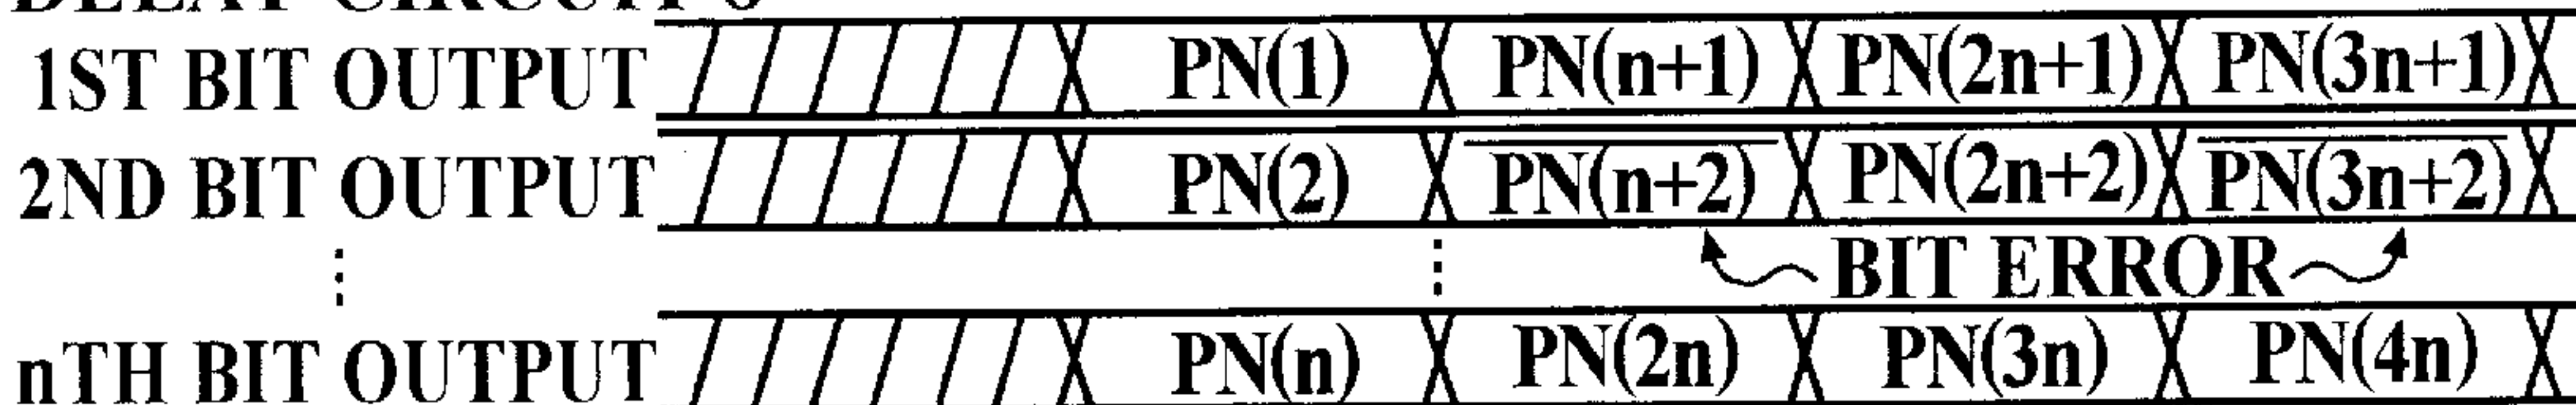 1ST BIT OUTPUT PN(1) PN(n+1) PN(2n+1) PN(3n+1)
2ND BIT OUTPUT PN(2) PN(n+2) PN(2n+2) PN(3n+2)
BIT ERROR
nTH BIT OUTPUT PN(n) PN(2n) PN(3n) PN(4n)